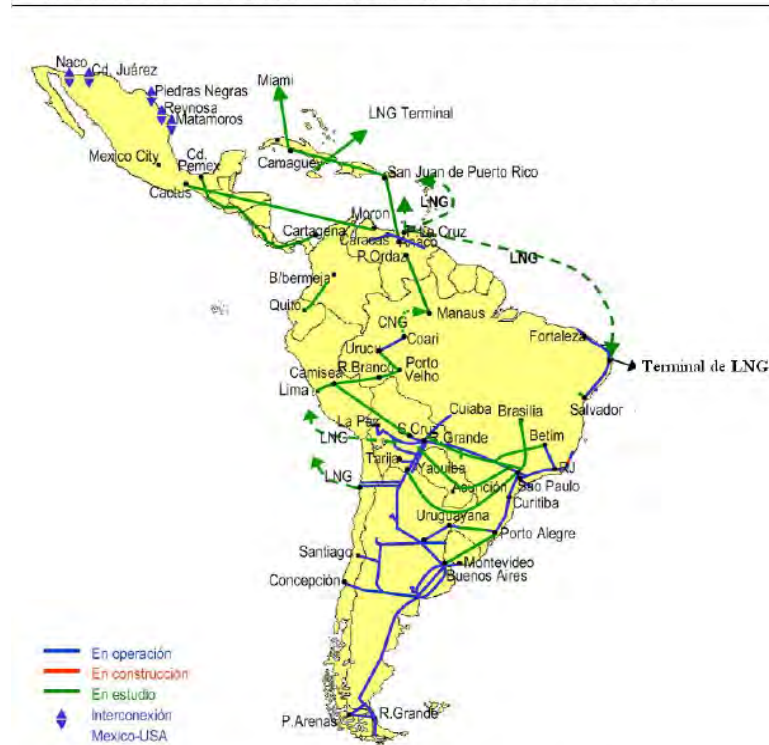 Naco
Cd. Juárez
Piedras Negras
Reynosa
Matamoros
Miami
LNG Terminal
Mexico City
Cd.
Pemex
Cactus
Camaguey
San Juan de Puerto Rico
LNG
Moron
Cartagena
Caracas
P. La Cruz
Anaco
P. Ordaz
LNG
B/bermeja
Quito
Manaus
CNG
Coari
Urucu
Fortaleza
Terminal de LNG
Camisea
R.Branco
Porto
Velho
Lima
Salvador
Cuiaba
Brasilia
La Paz
S.Cruz
R.Grande
Betim
LNG
Tarija
Yacuiba
RJ
LNG
Asunción
Sao Paulo
Curitiba
Uruguayana
Porto Alegre
Santiago
Montevideo
Concepción
Buenos Aires
En operación
En construcción
En estudio
Interconexión
Mexico-USA
P.Arenas
R.Grande